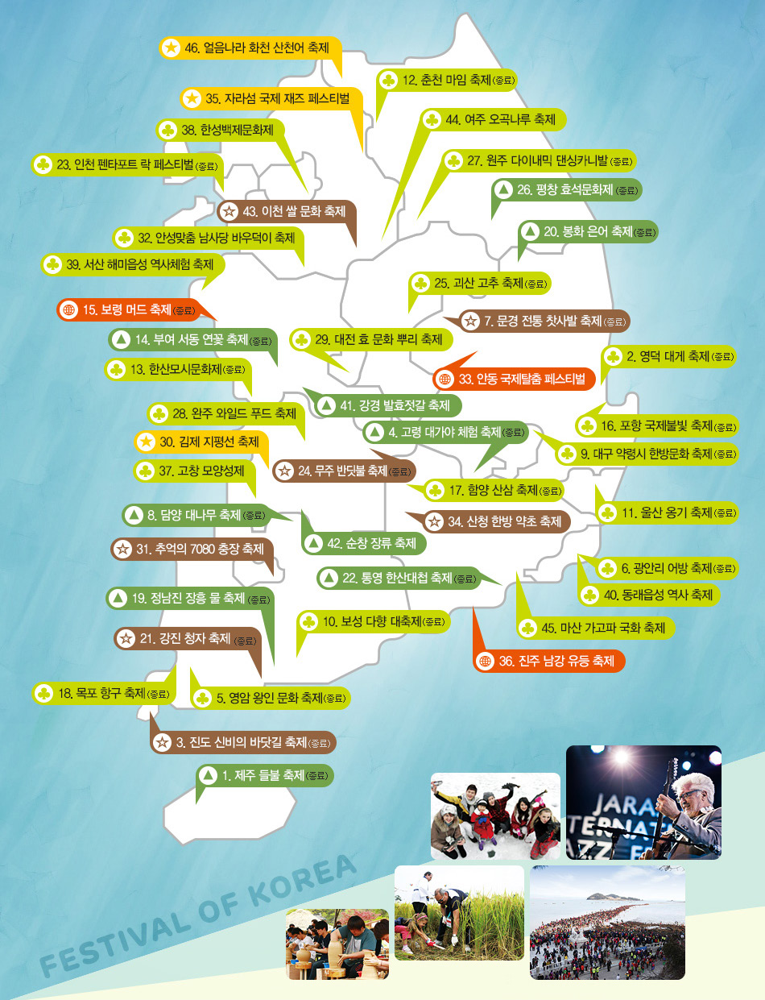 46. 얼음나라 화천 산천어 축제
12. 춘천 마임 축제(종료)
35. 자라섬 국제 재즈 페스티벌
44. 여주 오곡나루 축제
38. 한성백제문화제
27. 원주 다이내믹 댄싱카니발(종료)
23. 인천 펜타포트 락 페스티벌(종료)
26. 평창 효석문화제(종료)
43. 이천 쌀 문화 축제
20. 봉화 은어 축제(종료)
32. 안성맞춤 남사당 바우덕이 축제
39. 서산 해미읍성 역사체험 축제
25. 괴산 고추 축제(종료)
15. 보령 머드 축제(종료)
7. 문경 전통 찻사발 축제(종료)
14. 부여 서동 연꽃 축제(종료)
29. 대전 효 문화 뿌리 축제
2. 영덕 대게 축제(종료)
13. 한산모시문화제(종료)
33. 안동 국제탈춤 페스티벌
41. 강경 발효젓갈 축제
28. 완주 와일드 푸드 축제
16. 포항 국제불빛 축제(종료)
4. 고령 대가야 체험 축제(종료)
30. 김제 지평선 축제
9. 대구 약령시 한방문화 축제(종료)
37. 고창 모양성제
24. 무주 반딧불 축제(종료)
17. 함양 산삼 축제(종료)
11. 울산 옹기 축제(종료)
8. 담양 대나무 축제(종료)
34. 산청 한방 약초 축제
42. 순창 장류 축제
31. 추억의 7080 충장 축제
6. 광안리 어방 축제(종료)
22. 통영 한산대첩 축제(종료)
40. 동래읍성 역사 축제
19. 정남진 장흥 물 축제(종료)
10. 보성 다향 대축제(종료)
45. 마산 가고파 국화 축제
21. 강진 청자 축제(종료)
36. 진주 남강 유등 축제
18. 목포 항구 축제(종료)
5. 영암 왕인 문화 축제(종료)
3. 진도 신비의 바닷길 축제(종료)
1. 제주 들불 축제(종료)
JARA
TERNAT
AZZ FE
FESTIVAL OF KOREA